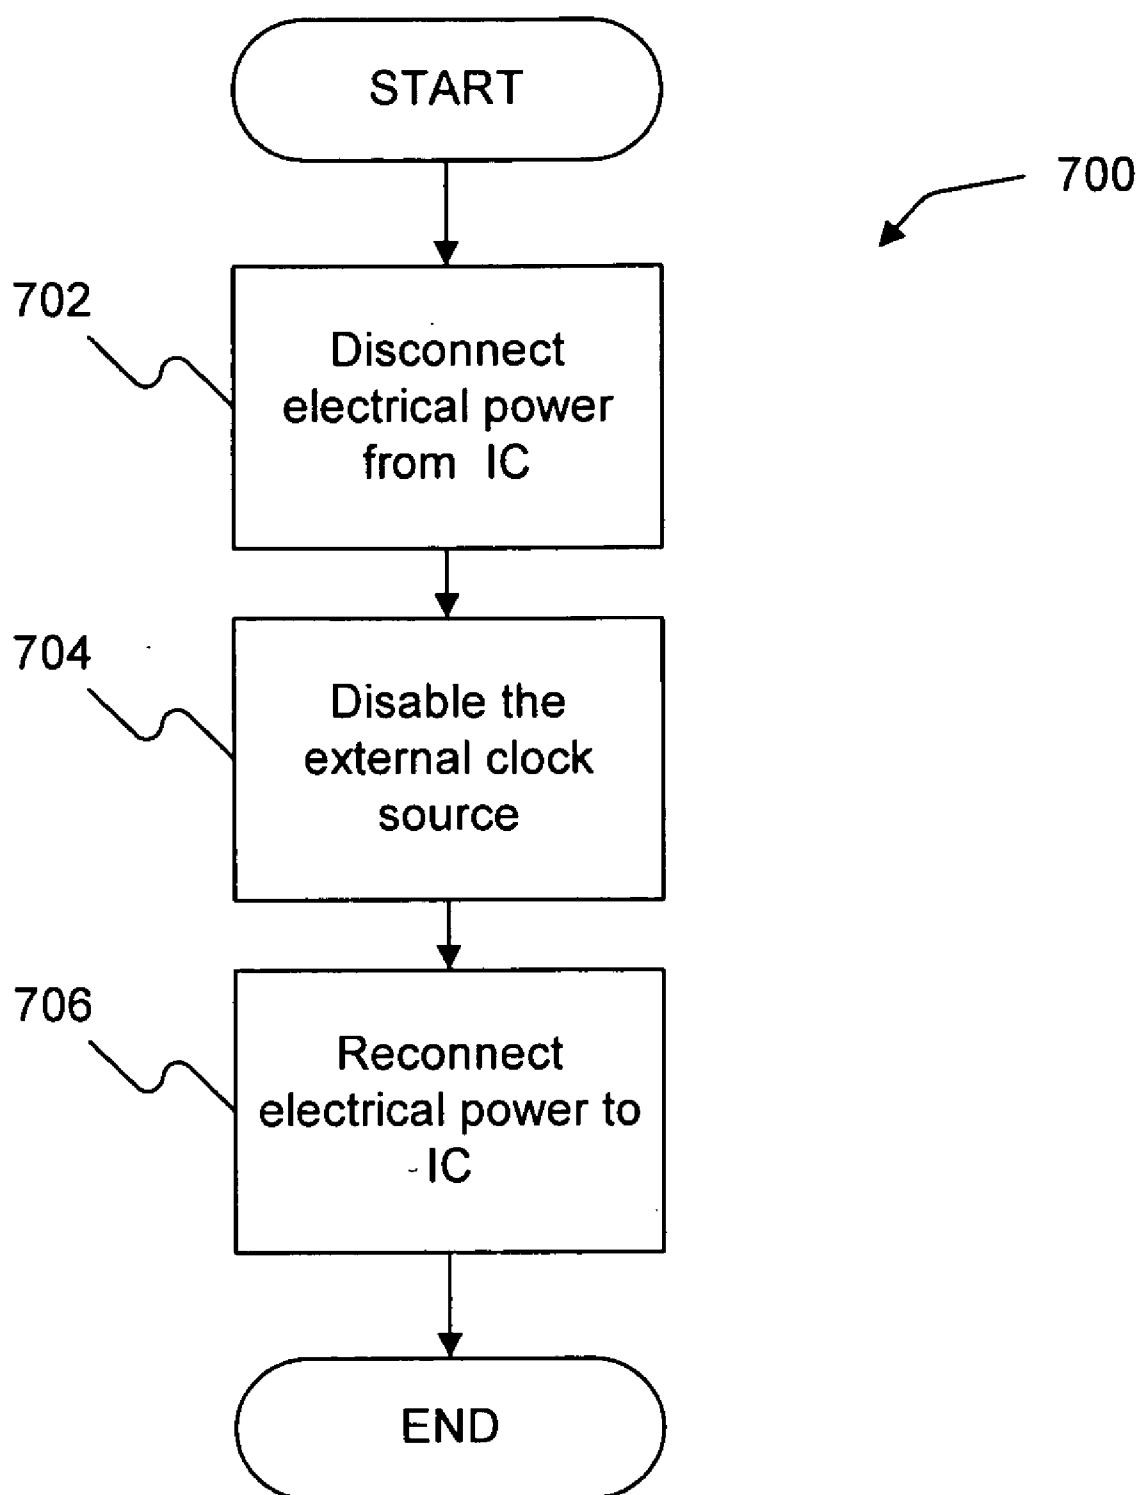 START
700
702
Disconnect
electrical power
from IC
704
Disable the
external clock
source
706
Reconnect
electrical power to
IC
END